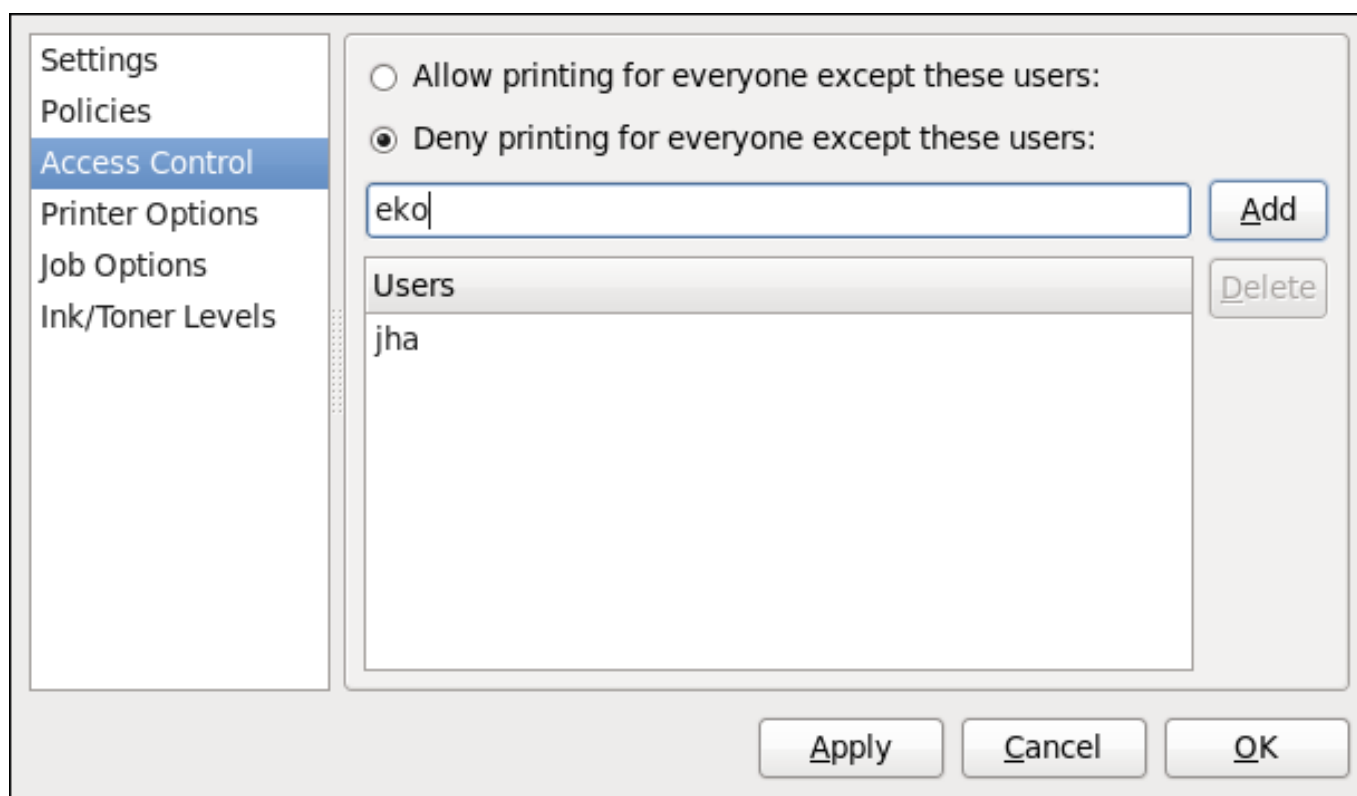 Settings
Policies
Access Control
Printer Options
Job Options
Ink/Toner Levels
Allow printing for everyone except these users:
Deny printing for everyone except these users:
eko
Add
Users
Delete
jha
Apply
Cancel
OK